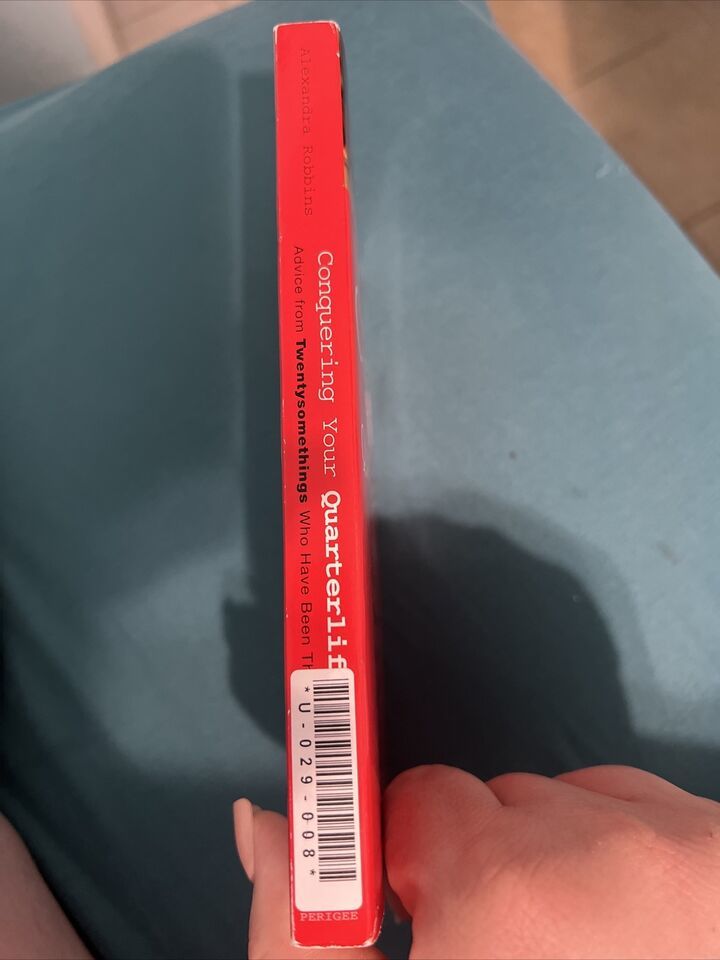 Alexandra Robbins
Conquering Your Quarterlif
Advice from Twentysomethings Who Have Been Th
*U-029-008*
PERIGEE